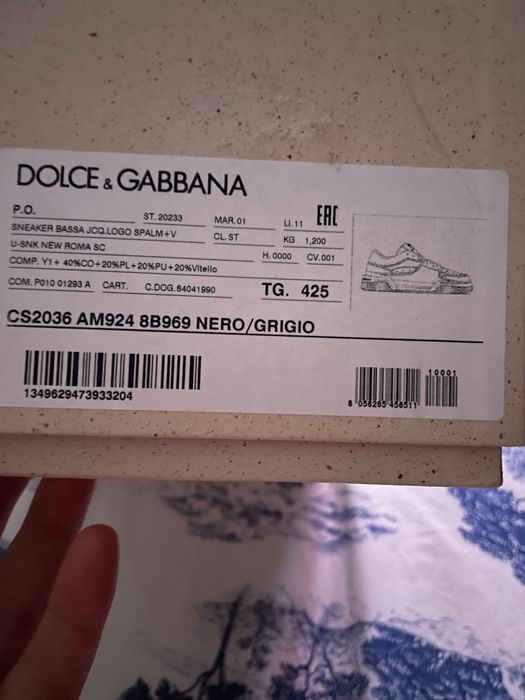 DOLCE & GABBANA
P.O. ST. 20233 MAR. 01 LI. 11 EAC
SNEAKER BASSA JCQ.LOGO SPALM+V CL. ST KG 1,200
U-SNK NEW ROMA SC H. 0000 CV. 001
COMP. Y1+ 40%CO+20%PL+20%PU+20%Vitello
COM. P010 01293 A CART. C.DOG.64041990 TG. 425
CS2036 AM924 8B969 NERO/GRIGIO
10001
1349629473933204
8 056265 456511